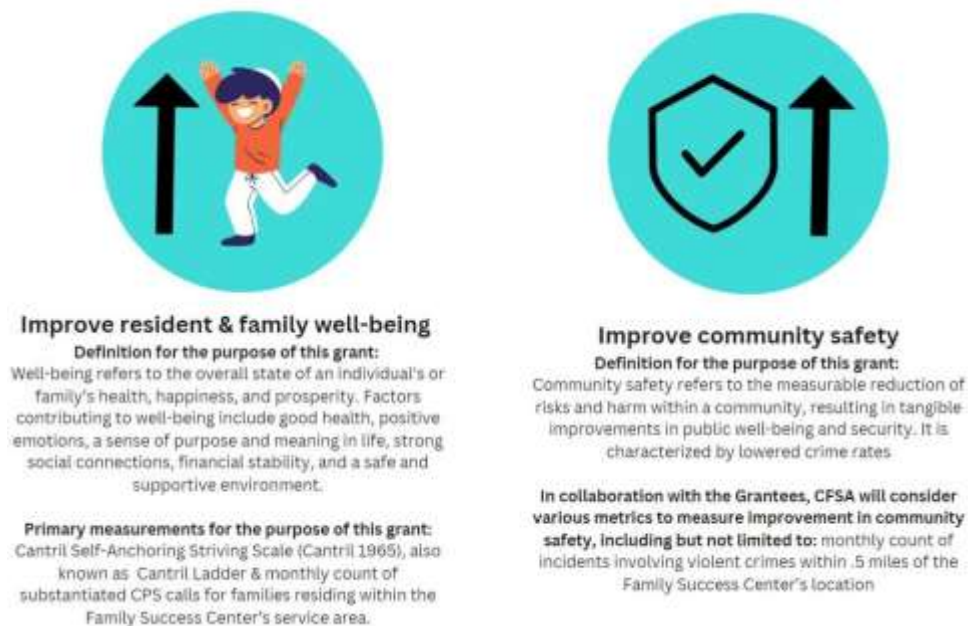 Improve resident & family well-being
Definition for the purpose of this grant:
Well-being refers to the overall state of an individual's or
family's health, happiness, and prosperity. Factors
contributing to well-being include good health, positive
emotions, a sense of purpose and meaning in life, strong
social connections, financial stability, and a safe and
supportive environment.
Primary measurements for the purpose of this grant:
Cantril Self-Anchoring Striving Scale (Cantril 1965), also
known as Cantril Ladder & monthly count of
substantiated CPS calls for families residing within the
Family Success Center's service area.
Improve community safety
Definition for the purpose of this grant:
Community safety refers to the measurable reduction of
risks and harm within a community, resulting in tangible
improvements in public well-being and security. It is
characterized by lowered crime rates
In collaboration with the Grantees, CFSA will consider
various metrics to measure improvement in community
safety, including but not limited to: monthly count of
incidents involving violent crimes within .5 miles of the
Family Success Center's location